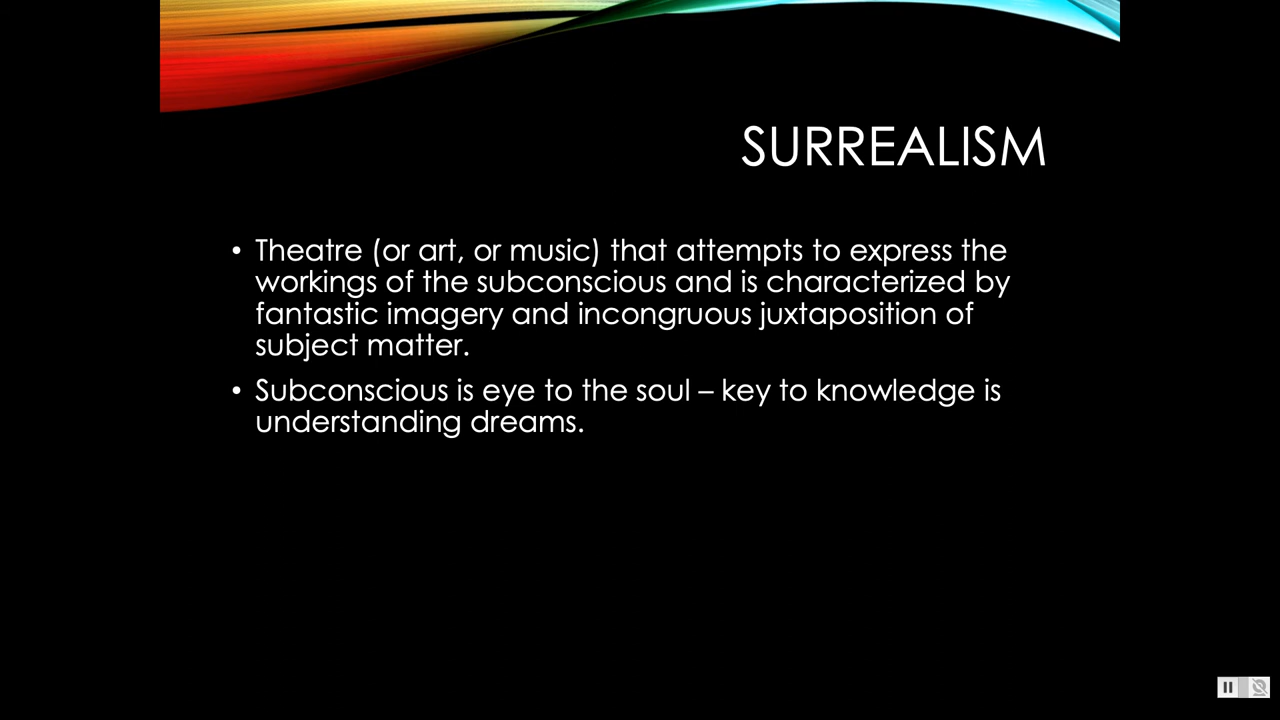 SURREALISM
• Theatre (or art, or music) that attempts to express the
workings of the subconscious and is characterized by
fantastic imagery and incongruous juxtaposition of
subject matter.
• Subconscious is eye to the soul – key to knowledge is
understanding dreams.